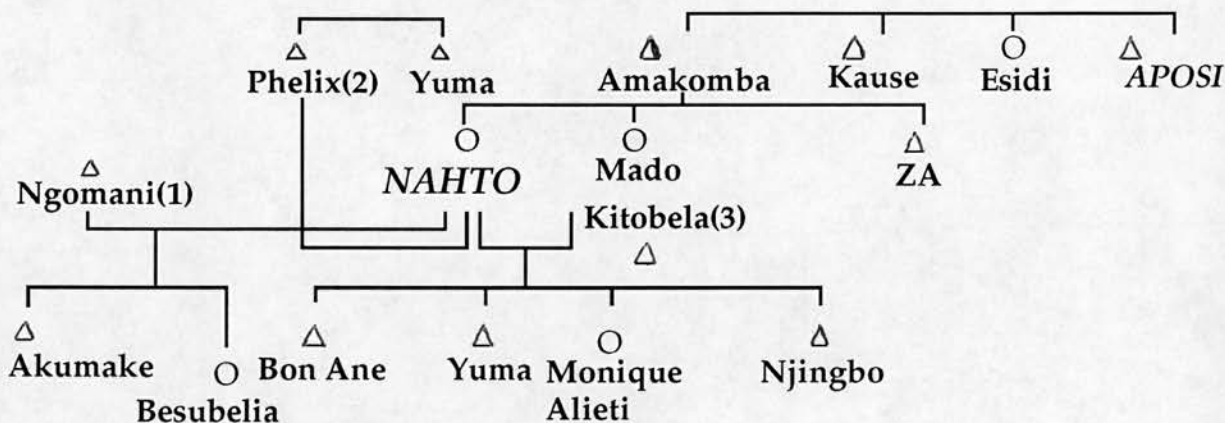 Phelix(2) Yuma Amakomba Kause Esidi APOSI
Ngomani(1) NAHTO Mado ZA
Kitobela(3)
Akumake Bon Ane Yuma Monique Njingbo
Besubelia Alieti